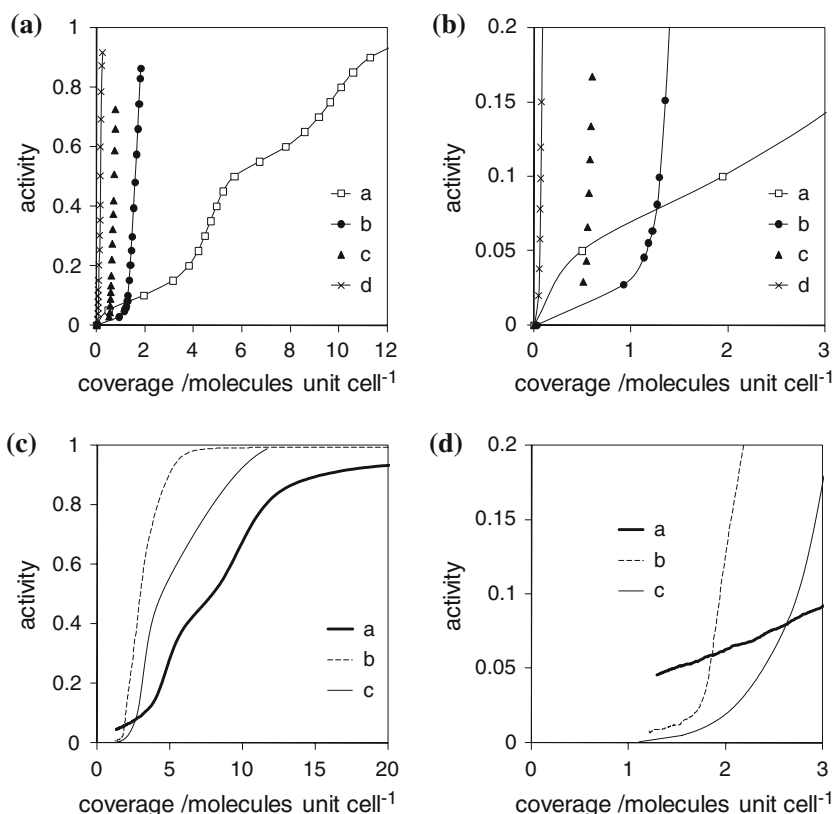 (a)
activity
1
0.8
0.6
0.4
0.2
0
0 2 4 6 8 10 12
coverage /molecules unit cell-1
a
b
c
d
(b)
activity
0.2
0.15
0.1
0.05
0
0 1 2 3
coverage /molecules unit cell-1
a
b
c
d
(c)
activity
1
0.8
0.6
0.4
0.2
0
0 5 10 15 20
coverage /molecules unit cell-1
a
b
c
(d)
activity
0.2
0.15
0.1
0.05
0
0 1 2 3
coverage /molecules unit cell-1
a
b
c